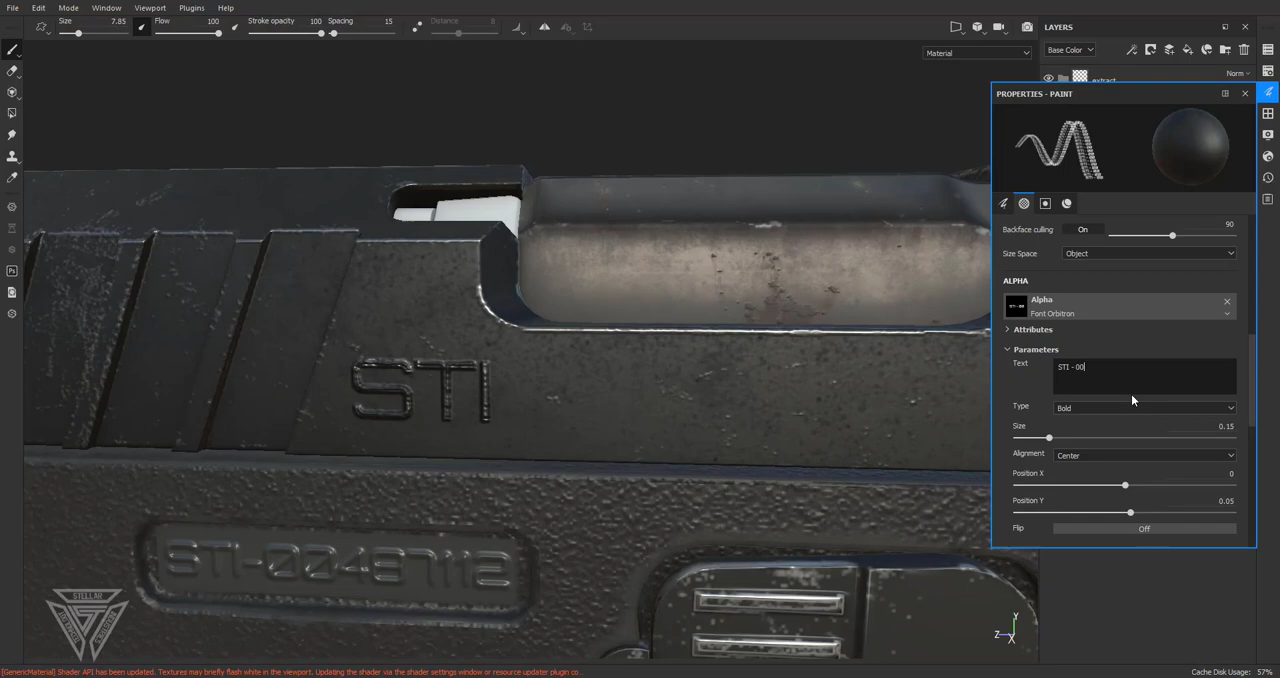 File Edit Mode Window Viewport Plugins Help
Size 7.85 Flow 100 Stroke opacity 100 Spacing 15 Distance 8
Material
LAYERS
Base Color
Norm
extract
PROPERTIES - PAINT
Backface culling On 90
Size Space Object
ALPHA
Alpha
Font Orbitron
Attributes
Parameters
Text STI - 00
Type Bold
Size 0.15
Alignment Center
Position X 0
Position Y 0.05
Flip Off
STI
STI-00487112
STELLAR
Ps
Y
Z
X
[GenericMaterial] Shader API has been updated. Textures may briefly flash white in the viewport. Updating the shader via the shader settings window or resource updater plugin co...
Cache Disk Usage: 57%